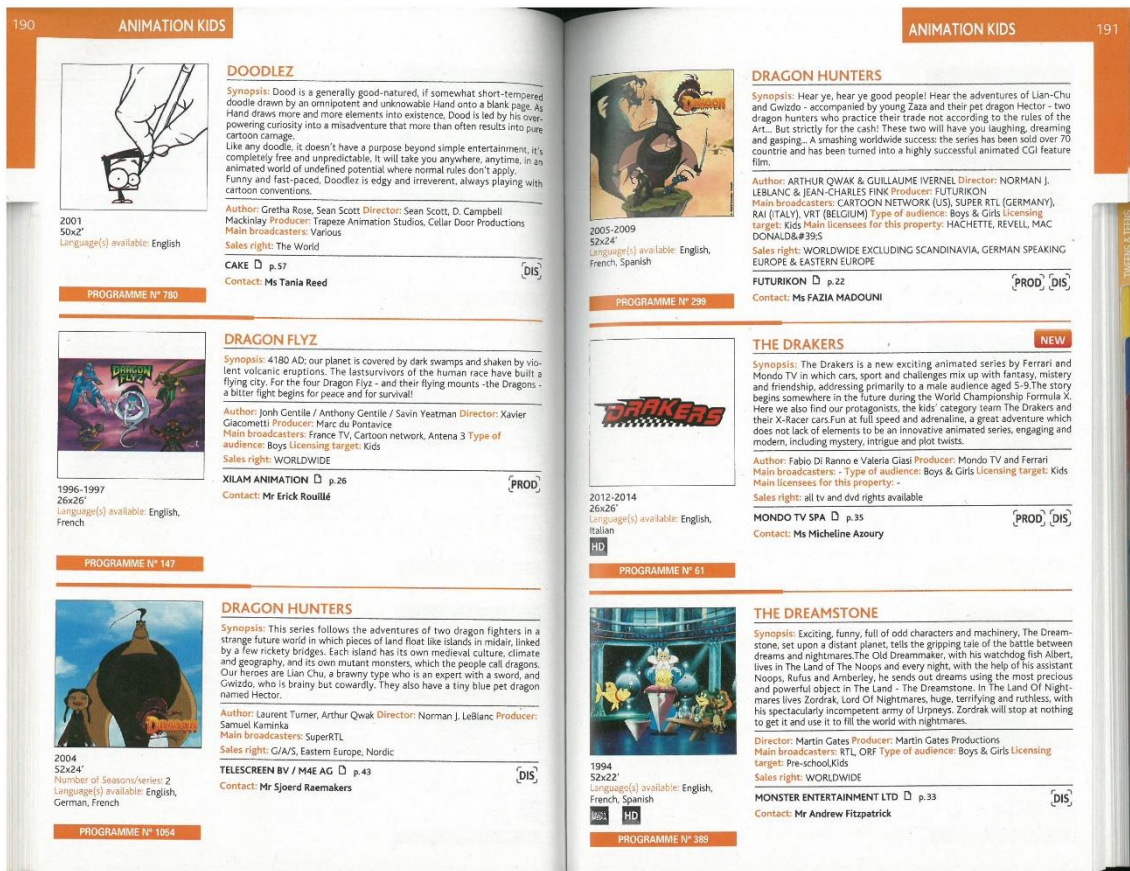 190
ANIMATION KIDS
DOODLEZ
Synopsis: Dood is a generally good-natured, if somewhat short-tempered
doodle drawn by an omnipotent and unknowable Hand onto a blank page. As
Hand draws more and more elements into existence, Dood is led by his over-
powering curiosity into a misadventure that more than often results into pure
cartoon carnage.
Like any doodle, it doesn't have a purpose beyond simple entertainment, it's
completely free and unpredictable. It will take you anywhere, anytime, in an
animated world of undefined potential where normal rules don't apply.
Funny and fast-paced, Doodlez is edgy and irreverent, always playing with
cartoon conventions.
Author: Gretha Rose, Sean Scott Director: Sean Scott, D. Campbell
Mackinlay Producer: Trapeze Animation Studios, Cellar Door Productions
Main broadcasters: Various
Sales right: The World
CAKE p.57
[DIS]
Contact: Ms Tania Reed
2001
50x2'
Language(s) available: English
PROGRAMME N° 780
DRAGON FLYZ
Synopsis: 4180 AD; our planet is covered by dark swamps and shaken by vio-
lent volcanic eruptions. The lastsurvivors of the human race have built a
flying city. For the four Dragon Flyz - and their flying mounts -the Dragons -
a bitter fight begins for peace and for survival!
Author: Jonh Gentile / Anthony Gentile / Savin Yeatman Director: Xavier
Giacometti Producer: Marc du Pontavice
Main broadcasters: France TV, Cartoon network, Antena 3 Type of
audience: Boys Licensing target: Kids
Sales right: WORLDWIDE
XILAM ANIMATION p.26
[PROD]
Contact: Mr Erick Rouillé
DRAGON
FLYZ
1996-1997
26x26'
Language(s) available: English,
French
PROGRAMME N° 147
DRAGON HUNTERS
Synopsis: This series follows the adventures of two dragon fighters in a
strange future world in which pieces of land float like islands in midair, linked
by a few rickety bridges. Each island has its own medieval culture, climate
and geography, and its own mutant monsters, which the people call dragons.
Our heroes are Lian Chu, a brawny type who is an expert with a sword, and
Gwizdo, who is brainy but cowardly. They also have a tiny blue pet dragon
named Hector.
Author: Laurent Turner, Arthur Qwak Director: Norman J. LeBlanc Producer:
Samuel Kaminka
Main broadcasters: SuperRTL
Sales right: G/A/S, Eastern Europe, Nordic
TELESCREEN BV / M4E AG p.43
[DIS]
Contact: Mr Sjoerd Raemakers
2004
52x24'
Number of Seasons/series: 2
Language(s) available: English,
German, French
PROGRAMME N° 1054
ANIMATION KIDS
191
DRAGON HUNTERS
Synopsis: Hear ye, hear ye good people! Hear the adventures of Lian-Chu
and Gwizdo - accompanied by young Zaza and their pet dragon Hector - two
dragon hunters who practice their trade not according to the rules of the
Art... But strictly for the cash! These two will have you laughing, dreaming
and gasping... A smashing worldwide success: the series has been sold over 70
countrie and has been turned into a highly successful animated CGI feature
film.
Author: ARTHUR QWAK & GUILLAUME IVERNEL Director: NORMAN J.
LEBLANC & JEAN-CHARLES FINK Producer: FUTURIKON
Main broadcasters: CARTOON NETWORK (US), SUPER RTL (GERMANY),
RAI (ITALY), VRT (BELGIUM) Type of audience: Boys & Girls Licensing
target: Kids Main licensees for this property: HACHETTE, REVELL, MAC
DONALD&#39;S
Sales right: WORLDWIDE EXCLUDING SCANDINAVIA, GERMAN SPEAKING
EUROPE & EASTERN EUROPE
FUTURIKON p.22
[PROD] [DIS]
Contact: Ms FAZIA MADOUNI
DRAGON
2005-2009
52x24'
Language(s) available: English,
French, Spanish
PROGRAMME N° 299
NEW
THE DRAKERS
Synopsis: The Drakers is a new exciting animated series by Ferrari and
Mondo TV in which cars, sport and challenges mix up with fantasy, mistery
and friendship, addressing primarily to a male audience aged 5-9.The story
begins somewhere in the future during the World Championship Formula X.
Here we also find our protagonists, the kids' category team The Drakers and
their X-Racer cars.Fun at full speed and adrenaline, a great adventure which
does not lack of elements to be an innovative animated series, engaging and
modern, including mystery, intrigue and plot twists.
Author: Fabio Di Ranno e Valeria Giasi Producer: Mondo TV and Ferrari
Main broadcasters: - Type of audience: Boys & Girls Licensing target: Kids
Main licensees for this property: -
Sales right: all tv and dvd rights available
MONDO TV SPA p.35
[PROD] [DIS]
Contact: Ms Micheline Azoury
DRAKERS
2012-2014
26x26'
Language(s) available: English,
Italian
HD
PROGRAMME N° 61
THE DREAMSTONE
Synopsis: Exciting, funny, full of odd characters and machinery, The Dream-
stone, set upon a distant planet, tells the gripping tale of the battle between
dreams and nightmares.The Old Dreammaker, with his watchdog fish Albert,
lives in The Land of The Noops and every night, with the help of his assistant
Noops, Rufus and Amberley, he sends out dreams using the most precious
and powerful object in The Land - The Dreamstone. In The Land Of Night-
mares lives Zordrak, Lord Of Nightmares, huge, terrifying and ruthless, with
his spectacularly incompetent army of Urpneys. Zordrak will stop at nothing
to get it and use it to fill the world with nightmares.
Director: Martin Gates Producer: Martin Gates Productions
Main broadcasters: RTL, ORF Type of audience: Boys & Girls Licensing
target: Pre-school,Kids
Sales right: WORLDWIDE
MONSTER ENTERTAINMENT LTD p.33
[DIS]
Contact: Mr Andrew Fitzpatrick
1994
52x22'
Language(s) available: English,
French, Spanish
HD
PROGRAMME N° 389
TWEENS & TEENS